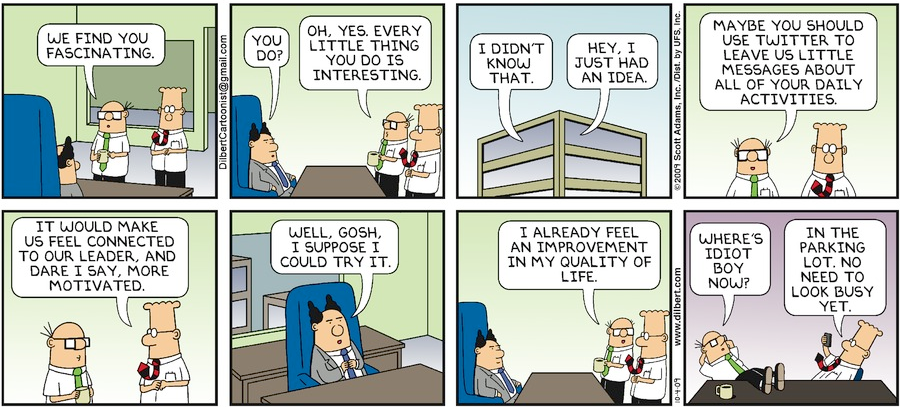 WE FIND YOU
FASCINATING.
DilbertCartoonist@gmail.com
YOU
DO?
OH, YES. EVERY
LITTLE THING
YOU DO IS
INTERESTING.
I DIDN'T
KNOW
THAT.
HEY, I
JUST HAD
AN IDEA.
©2009 Scott Adams, Inc./Dist. by UFS, Inc.
MAYBE YOU SHOULD
USE TWITTER TO
LEAVE US LITTLE
MESSAGES ABOUT
ALL OF YOUR DAILY
ACTIVITIES.
IT WOULD MAKE
US FEEL CONNECTED
TO OUR LEADER, AND
DARE I SAY, MORE
MOTIVATED.
WELL, GOSH,
I SUPPOSE I
COULD TRY IT.
I ALREADY FEEL
AN IMPROVEMENT
IN MY QUALITY OF
LIFE.
10-4-09
www.dilbert.com
WHERE'S
IDIOT
BOY
NOW?
IN THE
PARKING
LOT. NO
NEED TO
LOOK BUSY
YET.